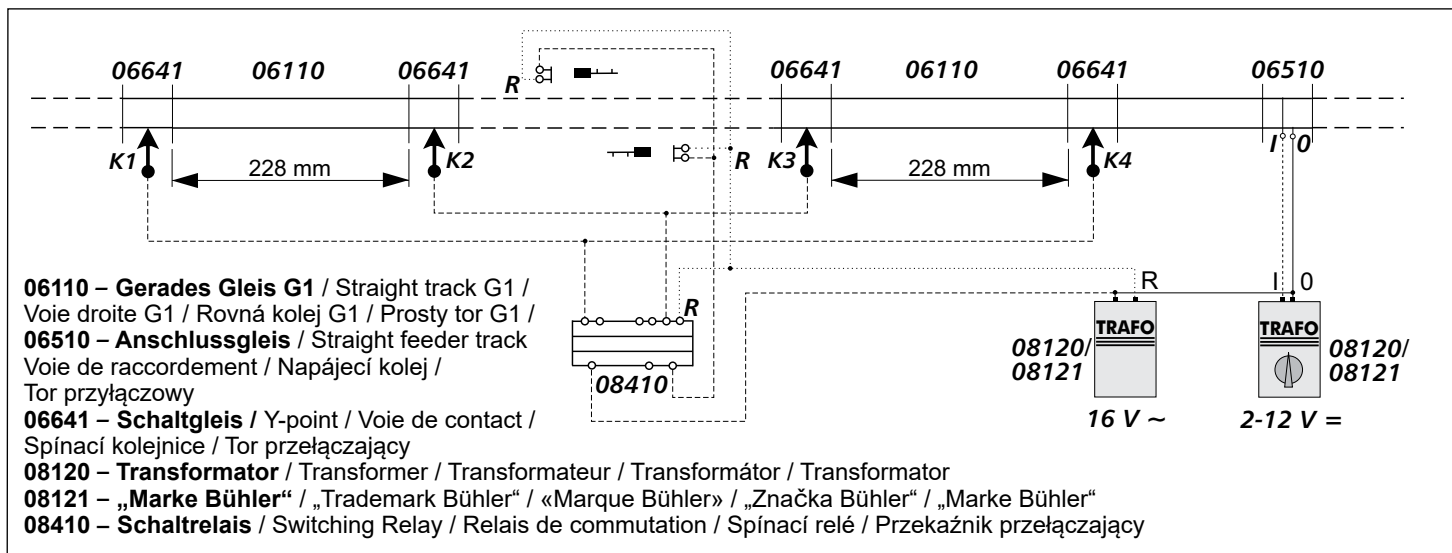 06641 06110 06641 R 06641 06110 06641 06510
K1 228 mm K2 R K3 228 mm K4 I 0
R I 0
R
TRAFO TRAFO
08410 08120/ 08121 08120/ 08121
16 V ~ 2-12 V =
06110 – Gerades Gleis G1 / Straight track G1 /
Voie droite G1 / Rovná kolej G1 / Prosty tor G1 /
06510 – Anschlussgleis / Straight feeder track
Voie de raccordement / Napájecí kolej /
Tor przyłączowy
06641 – Schaltgleis / Y-point / Voie de contact /
Spínací kolejnice / Tor przełączający
08120 – Transformator / Transformer / Transformateur / Transformátor / Transformator
08121 – „Marke Bühler“ / „Trademark Bühler“ / «Marque Bühler» / „Značka Bühler“ / „Marke Bühler“
08410 – Schaltrelais / Switching Relay / Relais de commutation / Spínací relé / Przekaźnik przełączający